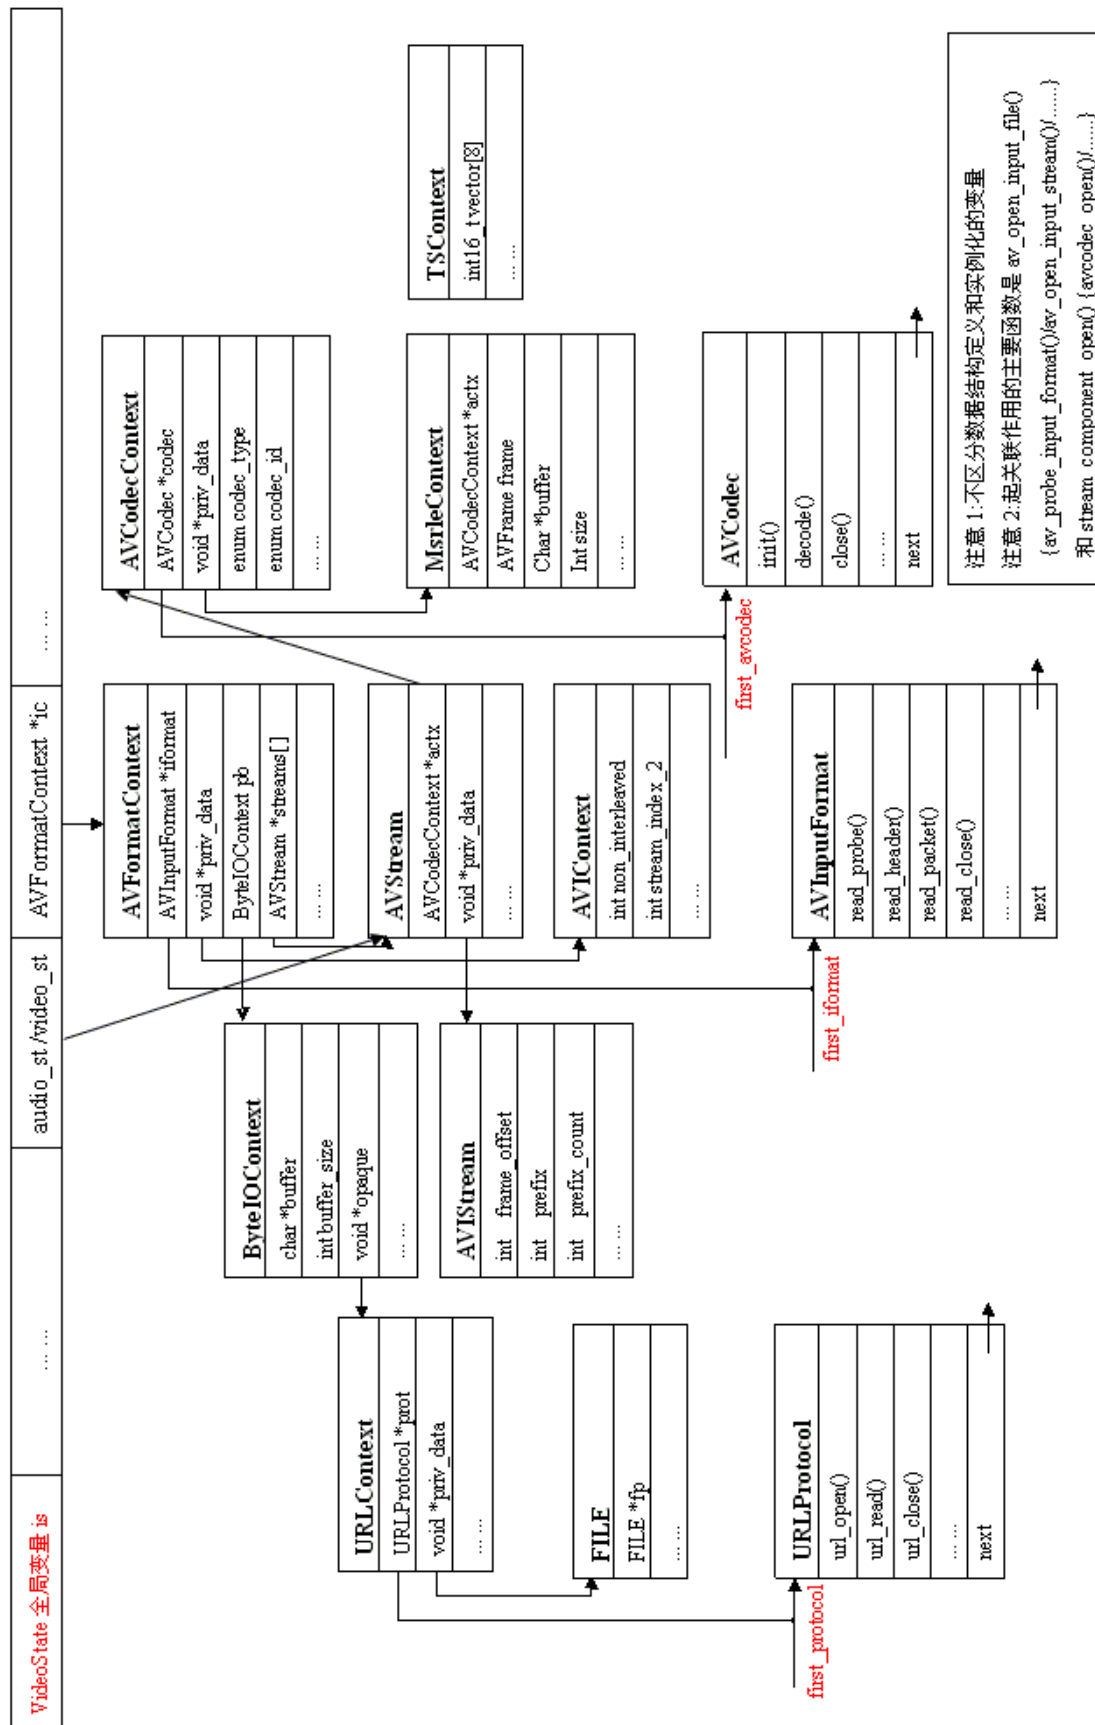 VideoState 全局变量 is
... ...
audio_st /video_st
AVFormatContext *ic
... ...
URLContext
URLProtocol *prot
void *priv_data
... ...
FILE
FILE *fp
... ...
first_protocol
URLProtocol
url_open()
url_read()
url_close()
... ...
next
ByteIOContext
char *buffer
int buffer_size
void *opaque
... ...
AVIStream
int frame_offset
int prefix
int prefix_count
... ...
AVFormatContext
AVInputFormat *iformat
void *priv_data
ByteIOContext pb
AVStream *streams[]
... ...
AVStream
AVCodecContext *actx
void *priv_data
... ...
AVIContext
int non_interleaved
int stream_index_2
... ...
first_iformat
AVInputFormat
read_probe()
read_header()
read_packet()
read_close()
... ...
next
AVCodecContext
AVCodec *codec
void *priv_data
enum codec_type
enum codec_id
... ...
MsrleContext
AVCodecContext *actx
AVFrame frame
Char *buffer
Int size
... ...
first_avcodec
AVCodec
init()
decode()
close()
... ...
next
TSContext
int16_t vector[8]
... ...
注意 1:不区分数据结构定义和实例化的变量
注意 2:起关联作用的主要函数是 av_open_input_file()
{av_probe_input_format()/av_open_input_stream()/......}
和 stream component open() {avcodec open()/......}